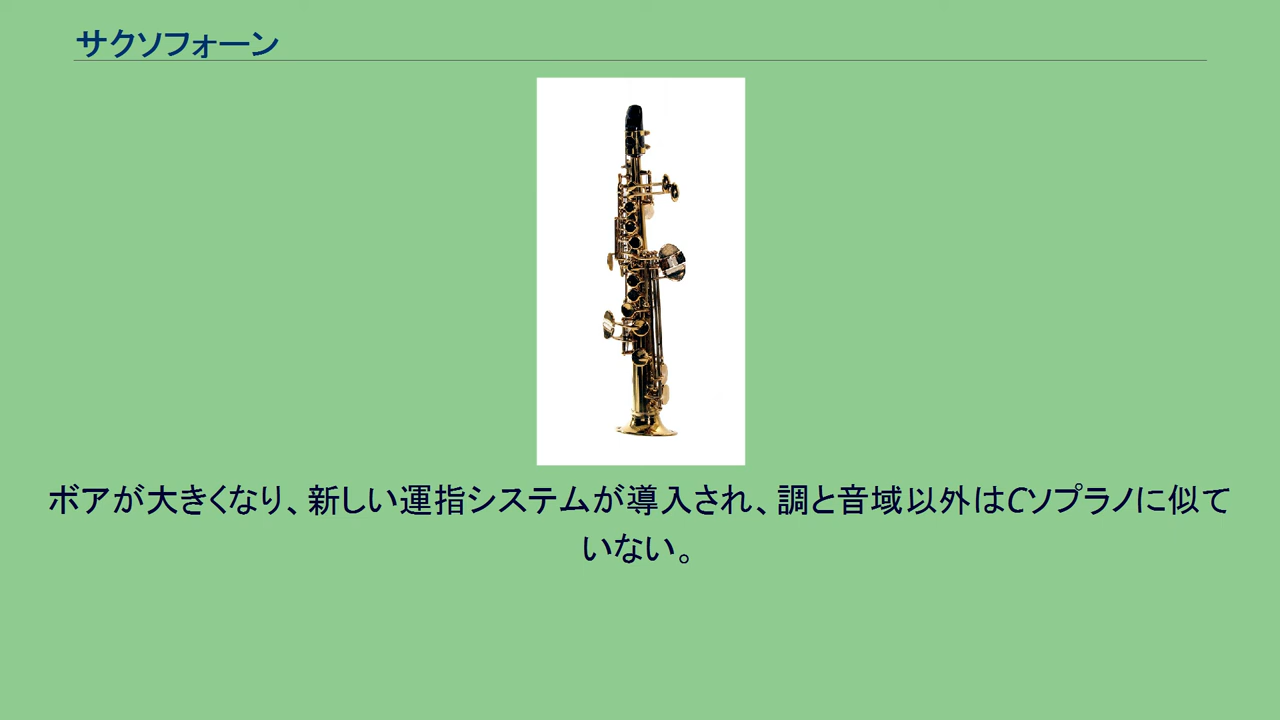 サクソフォーン
ボアが大きくなり、新しい運指システムが導入され、調と音域以外はCソプラノに似て
いない。